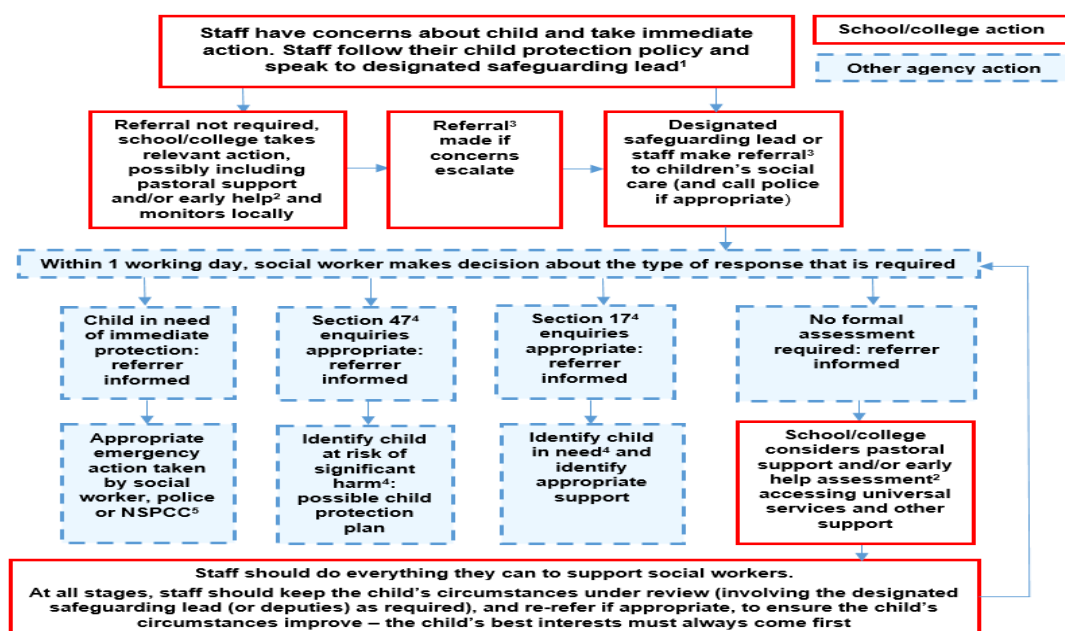 Staff have concerns about child and take immediate
action. Staff follow their child protection policy and
speak to designated safeguarding lead¹
School/college action
Other agency action
Referral not required,
school/college takes
relevant action,
possibly including
pastoral support
and/or early help² and
monitors locally
Referral³
made if
concerns
escalate
Designated
safeguarding lead or
staff make referral³
to children's social
care (and call police
if appropriate)
Within 1 working day, social worker makes decision about the type of response that is required
Child in need
of immediate
protection:
referrer
informed
Section 47⁴
enquiries
appropriate:
referrer
informed
Section 17⁴
enquiries
appropriate:
referrer
informed
No formal
assessment
required: referrer
informed
Appropriate
emergency
action taken
by social
worker, police
or NSPCC⁵
Identify child
at risk of
significant
harm⁴:
possible child
protection
plan
Identify child
in need⁴ and
identify
appropriate
support
School/college
considers pastoral
support and/or early
help assessment²
accessing universal
services and other
support
Staff should do everything they can to support social workers.
At all stages, staff should keep the child's circumstances under review (involving the designated
safeguarding lead (or deputies) as required), and re-refer if appropriate, to ensure the child's
circumstances improve – the child's best interests must always come first